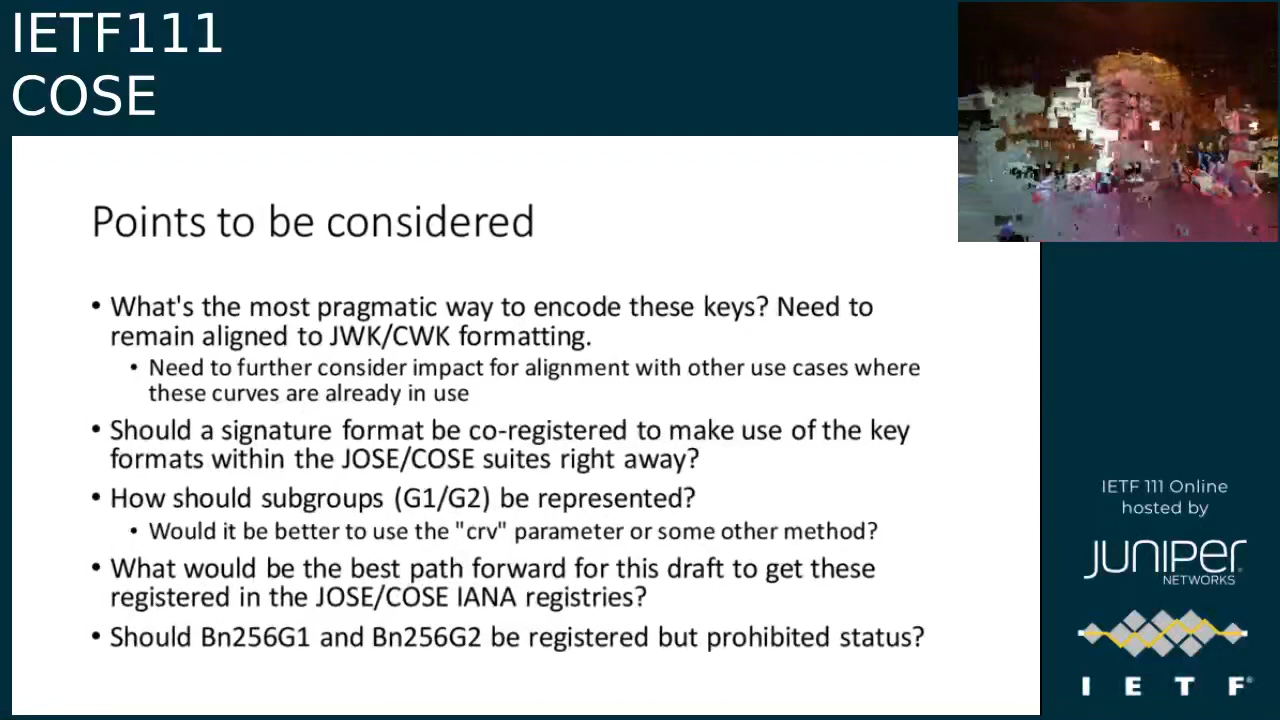 IETF111
COSE
Points to be considered
• What's the most pragmatic way to encode these keys? Need to
remain aligned to JWK/CWK formatting.
• Need to further consider impact for alignment with other use cases where
these curves are already in use
• Should a signature format be co-registered to make use of the key
formats within the JOSE/COSE suites right away?
• How should subgroups (G1/G2) be represented?
• Would it be better to use the "crv" parameter or some other method?
• What would be the best path forward for this draft to get these
registered in the JOSE/COSE IANA registries?
• Should Bn256G1 and Bn256G2 be registered but prohibited status?
IETF 111 Online
hosted by
JUNIPER
NETWORKS
I E T F®